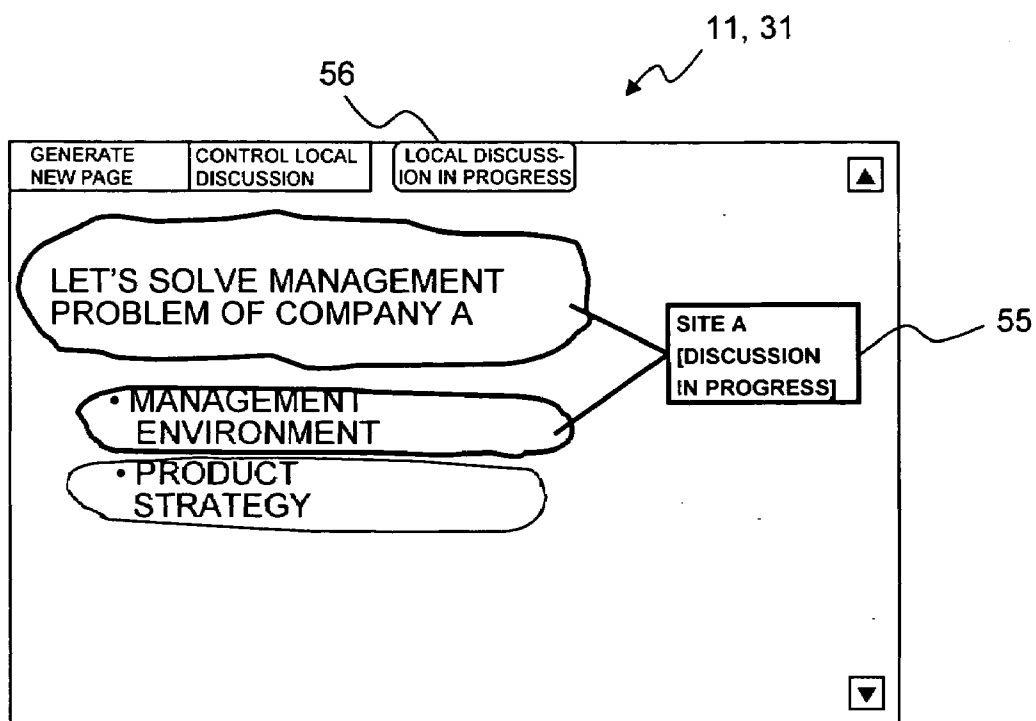 11, 31
56
GENERATE
NEW PAGE
CONTROL LOCAL
DISCUSSION
LOCAL DISCUSS-
ION IN PROGRESS
▲
LET'S SOLVE MANAGEMENT
PROBLEM OF COMPANY A
SITE A
[DISCUSSION
IN PROGRESS]
55
• MANAGEMENT
ENVIRONMENT
• PRODUCT
STRATEGY
▼